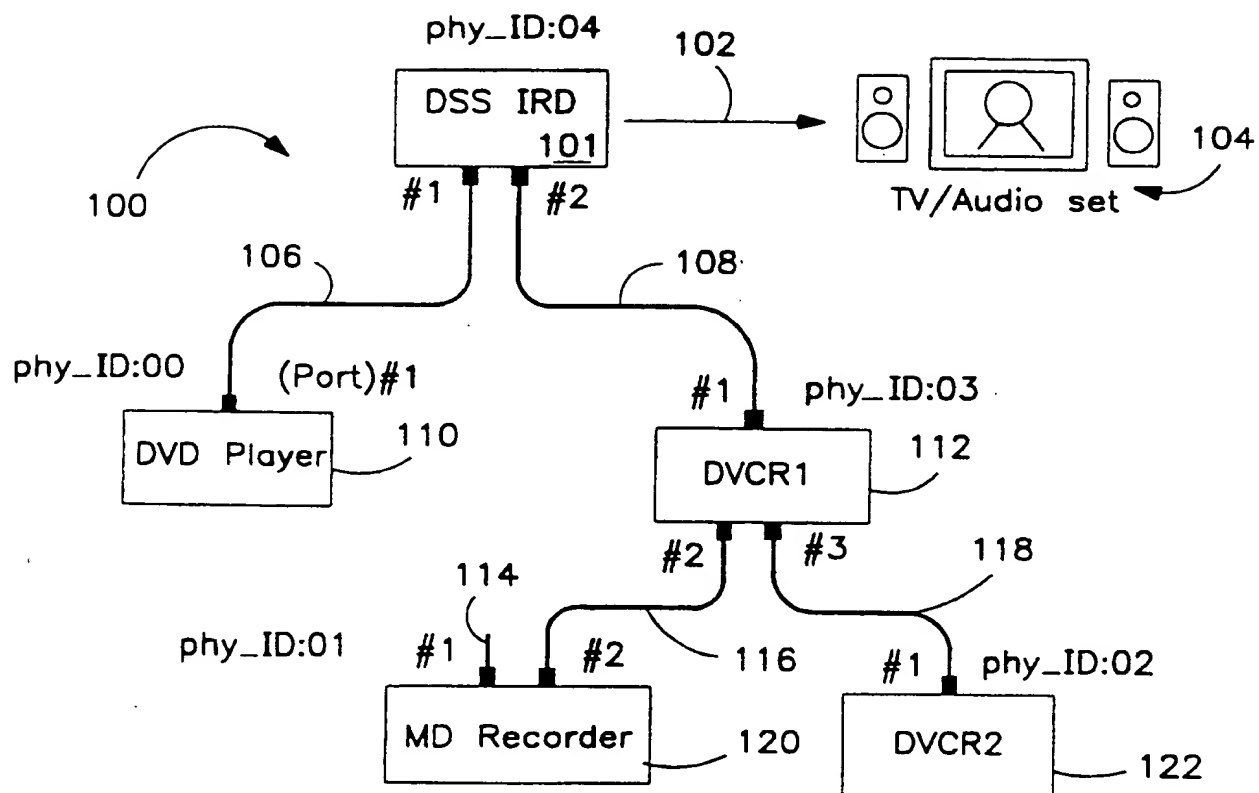 phy_ID:04
102
DSS IRD
101
104
100
#1
#2
TV/Audio set
106
108
phy_ID:00
(Port)#1
#1
phy_ID:03
DVD Player
110
DVCR1
112
#2
#3
114
118
phy_ID:01
#1
#2
116
#1
phy_ID:02
MD Recorder
120
DVCR2
122